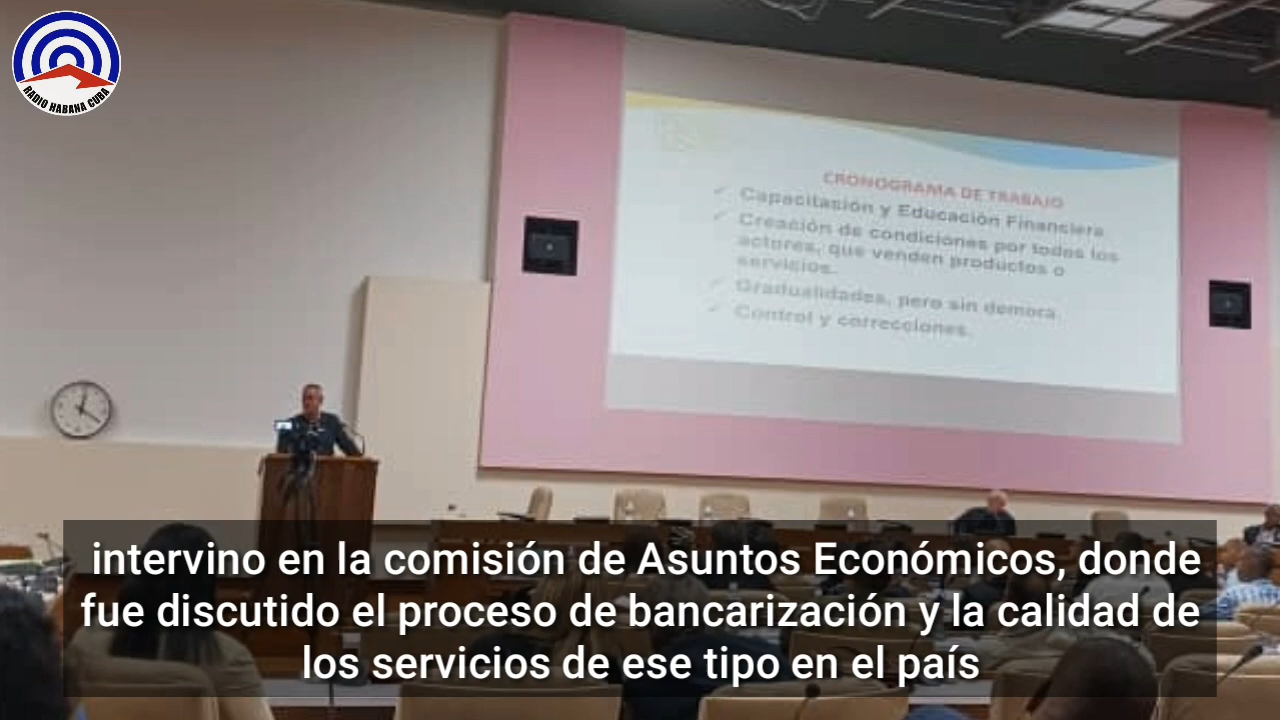 RADIO HABANA CUBA
CRONOGRAMA DE TRABAJO
Capacitación y Educación Financiera.
Creación de condiciones por todos los
actores, que venden productos o
servicios.
Gradualidades, pero sin demora.
Control y correcciones.
intervino en la comisión de Asuntos Económicos, donde
fue discutido el proceso de bancarización y la calidad de
los servicios de ese tipo en el país